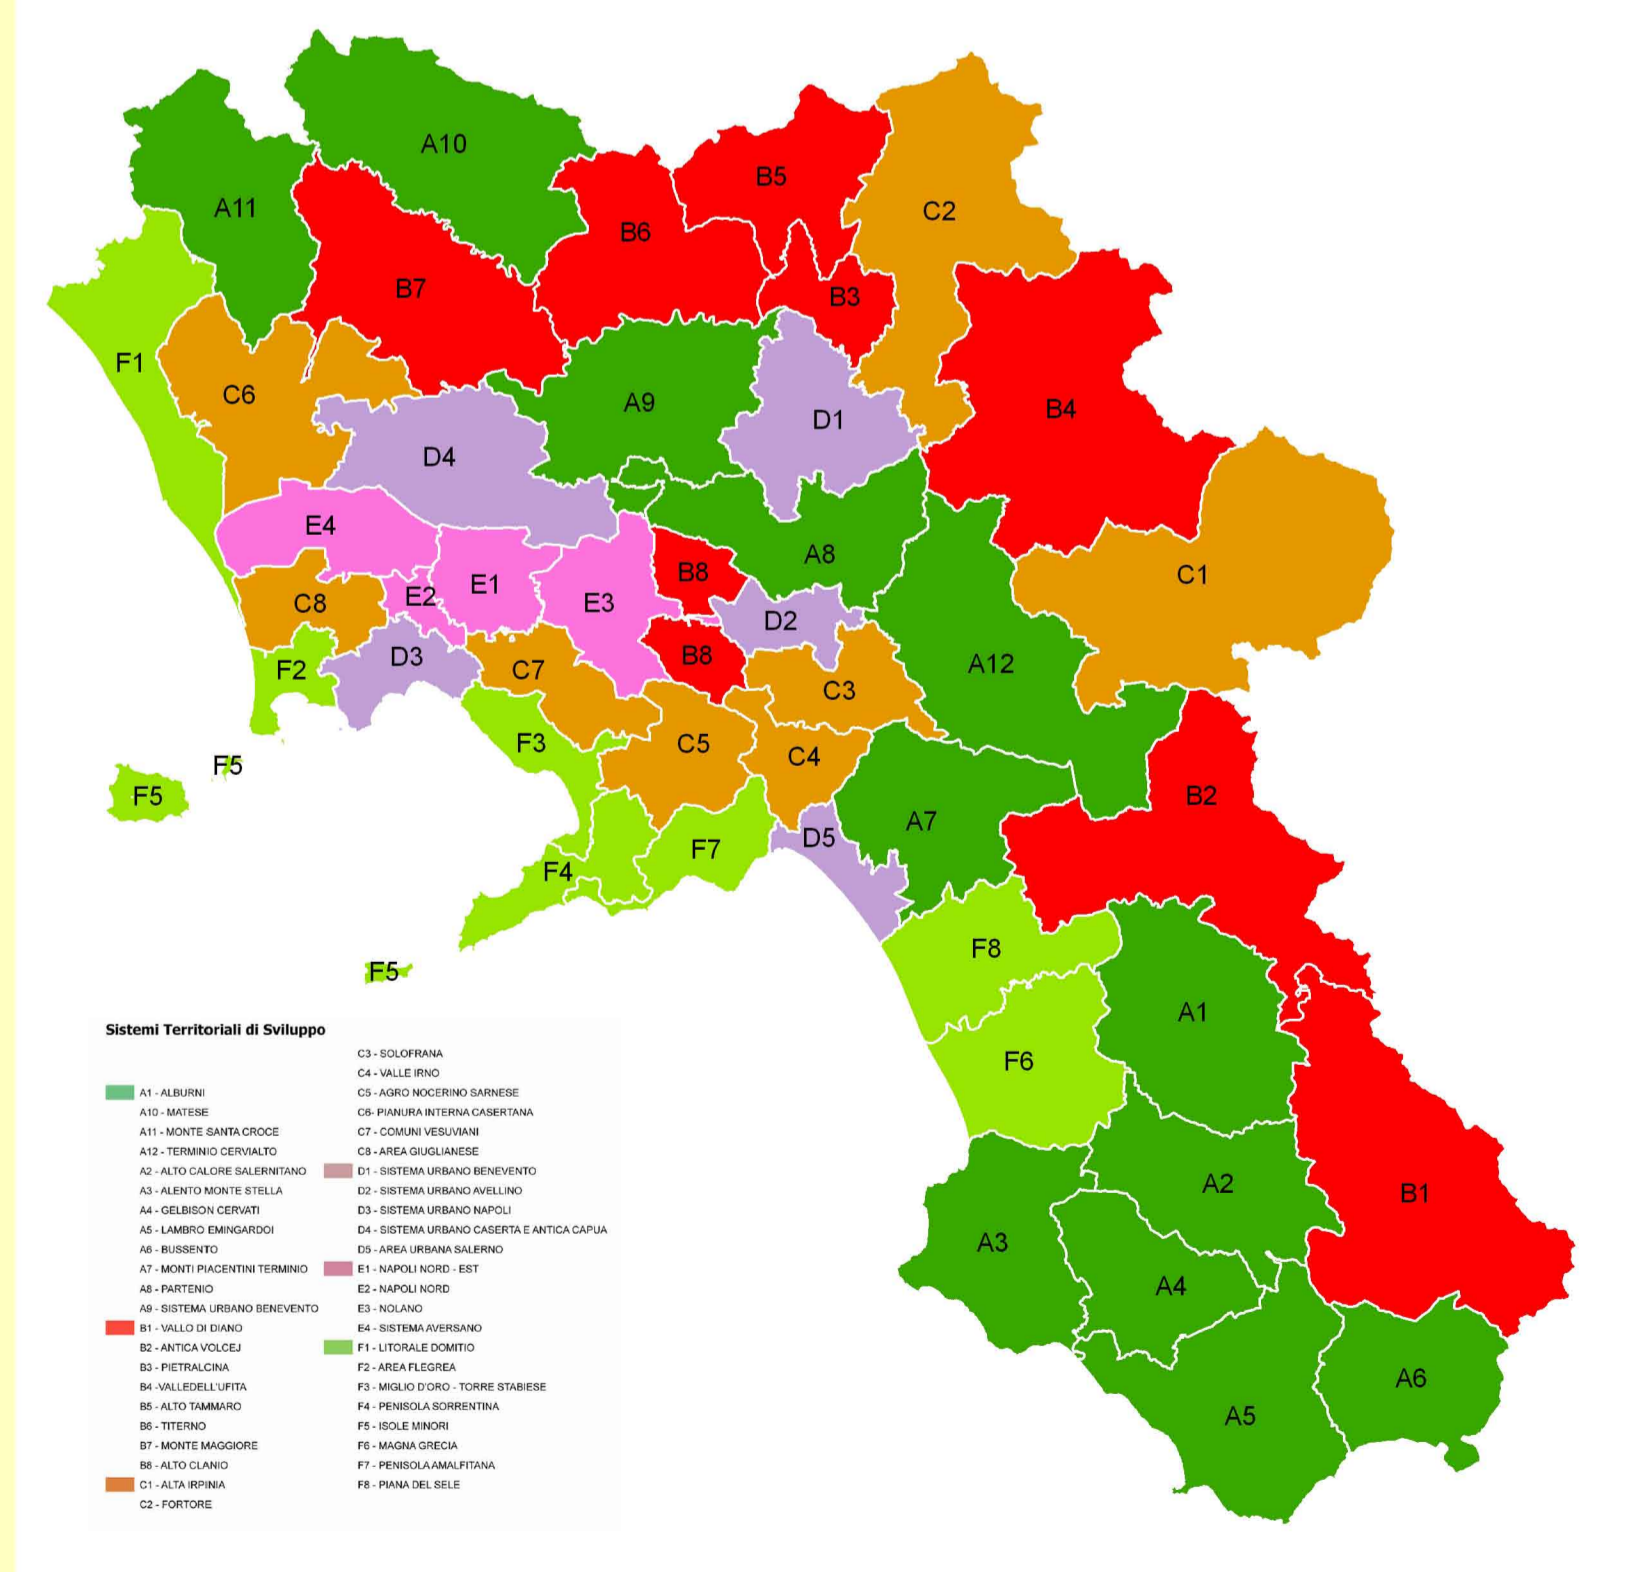 A10
B5
A11
C2
B6
B7
B3
F1
C6
A9
B4
D1
D4
E4
A8
B8
C1
E1
E2
E3
C8
D2
B8
D3
A12
F2
C7
C3
F3
C5
C4
F5
F5
B2
A7
D5
F7
F4
F8
F5
A1
F6
A2
B1
A3
A4
A6
A5
Sistemi Territoriali di Sviluppo
A1 - ALBURNI
A10 - MATESE
A11 - MONTE SANTA CROCE
A12 - TERMINIO CERVIALTO
A2 - ALTO CALORE SALERNITANO
A3 - ALENTO MONTE STELLA
A4 - GELBISON CERVATI
A5 - LAMBRO EMINGARDOI
A6 - BUSSENTO
A7 - MONTI PIACENTINI TERMINIO
A8 - PARTENIO
A9 - SISTEMA URBANO BENEVENTO
B1 - VALLO DI DIANO
B2 - ANTICA VOLCEJ
B3 - PIETRALCINA
B4 -VALLEDELL'UFITA
B5 - ALTO TAMMARO
B6 - TITERNO
B7 - MONTE MAGGIORE
B8 - ALTO CLANIO
C1 - ALTA IRPINIA
C2 - FORTORE
C3 - SOLOFRANA
C4 - VALLE IRNO
C5 - AGRO NOCERINO SARNESE
C6- PIANURA INTERNA CASERTANA
C7 - COMUNI VESUVIANI
C8 - AREA GIUGLIANESE
D1 - SISTEMA URBANO BENEVENTO
D2 - SISTEMA URBANO AVELLINO
D3 - SISTEMA URBANO NAPOLI
D4 - SISTEMA URBANO CASERTA E ANTICA CAPUA
D5 - AREA URBANA SALERNO
E1 - NAPOLI NORD - EST
E2 - NAPOLI NORD
E3 - NOLANO
E4 - SISTEMA AVERSANO
F1 - LITORALE DOMITIO
F2 - AREA FLEGREA
F3 - MIGLIO D'ORO - TORRE STABIESE
F4 - PENISOLA SORRENTINA
F5 - ISOLE MINORI
F6 - MAGNA GRECIA
F7 - PENISOLA AMALFITANA
F8 - PIANA DEL SELE